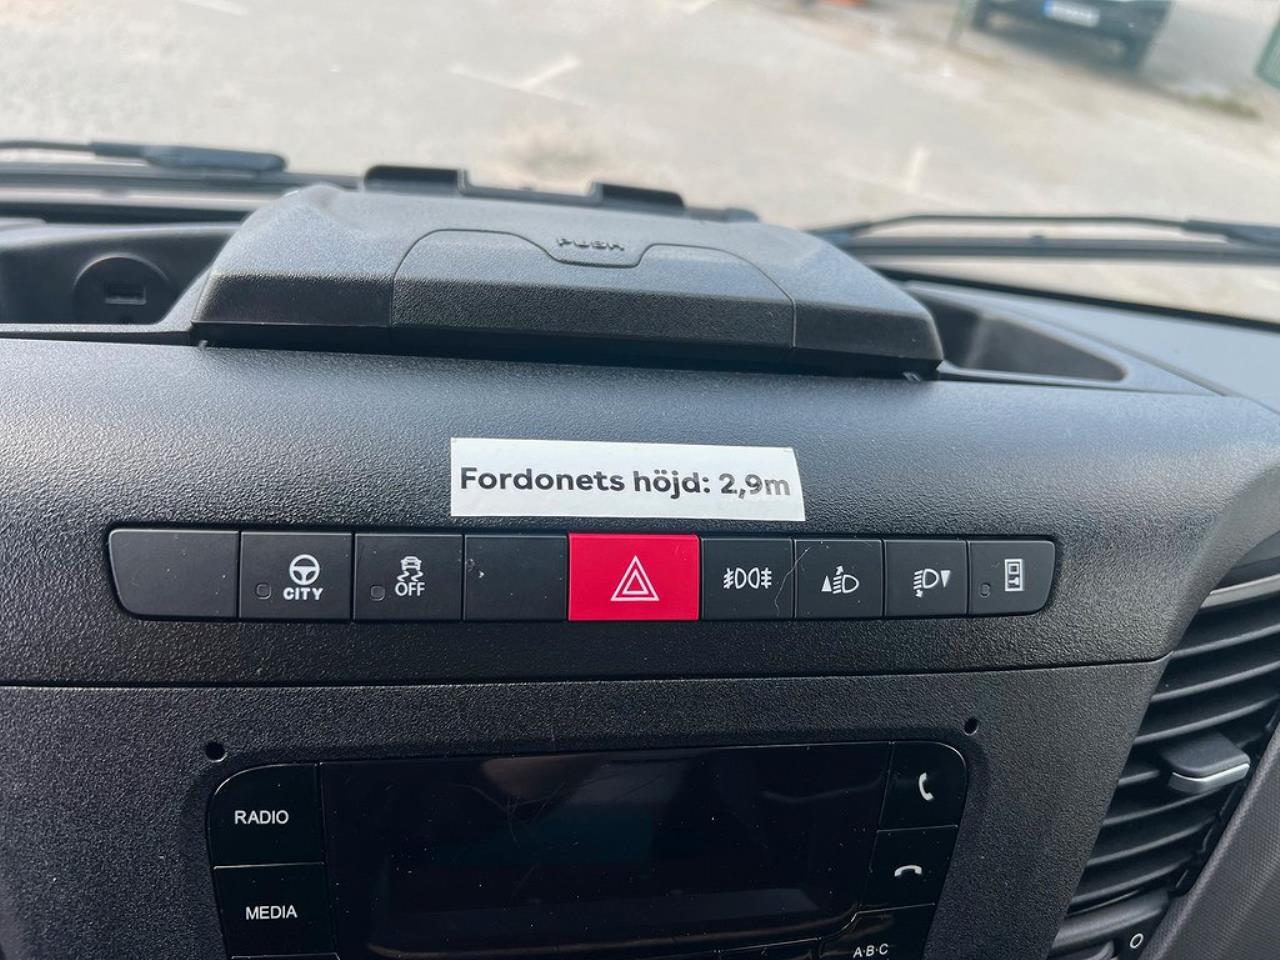 PUSH
Fordonets höjd: 2,9m
CITY
OFF
RADIO
MEDIA
A·B·C